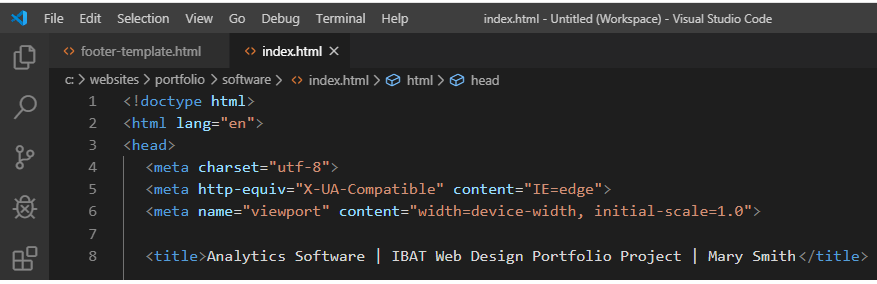 File Edit Selection View Go Debug Terminal Help index.html - Untitled (Workspace) - Visual Studio Code
footer-template.html index.html ×
c: > websites > portfolio > software > index.html > html > head
1 <!doctype html>
2 <html lang="en">
3 <head>
4 <meta charset="utf-8">
5 <meta http-equiv="X-UA-Compatible" content="IE=edge">
6 <meta name="viewport" content="width=device-width, initial-scale=1.0">
7
8 <title>Analytics Software | IBAT Web Design Portfolio Project | Mary Smith</title>